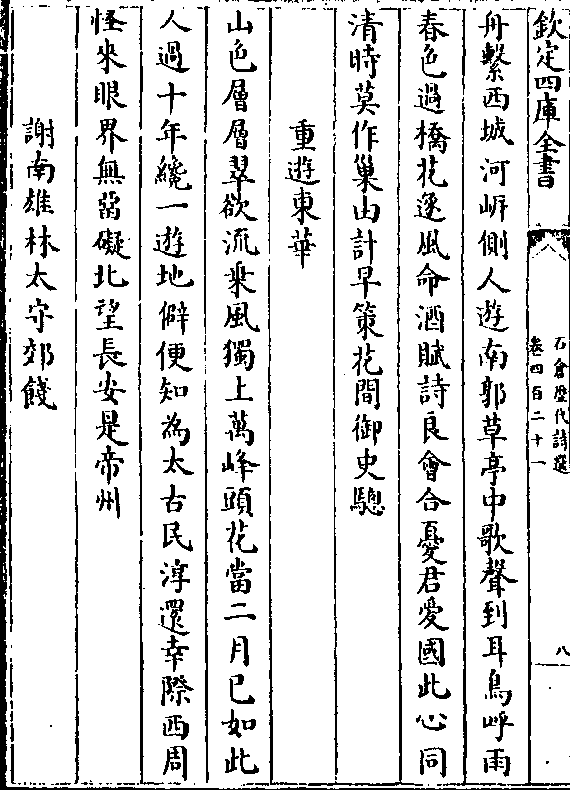 欽定四庫全書
石倉歷代詩選
卷四百二十一
八
舟繫西城河岍側人遊南郭草亭中歌聲到耳鳥呼雨
春色過橋花逐風命酒賦詩良會合憂君愛國此心同
清時莫作巢由計早策花間御史驄
重遊東華
山色層層翠欲流乘風獨上萬峰頭花當二月已如此
人過十年纔一遊地僻便知為太古民淳還幸際西周
怪來眼界無窒礙北望長安是帝州
謝南雄林太守郊餞